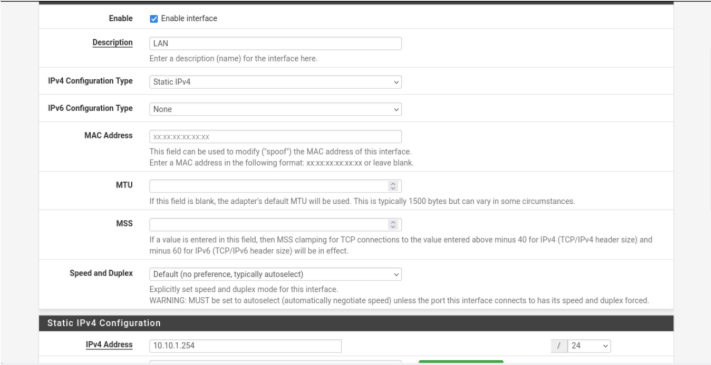 Enable
Enable interface
Description
LAN
Enter a description (name) for the interface here.
IPv4 Configuration Type
Static IPv4
IPv6 Configuration Type
None
MAC Address
xx:xx:xx:xx:xx:xx
This field can be used to modify ("spoof") the MAC address of this interface.
Enter a MAC address in the following format: xx:xx:xx:xx:xx:xx or leave blank.
MTU
If this field is blank, the adapter's default MTU will be used. This is typically 1500 bytes but can vary in some circumstances.
MSS
If a value is entered in this field, then MSS clamping for TCP connections to the value entered above minus 40 for IPv4 (TCP/IPv4 header size) and
minus 60 for IPv6 (TCP/IPv6 header size) will be in effect.
Speed and Duplex
Default (no preference, typically autoselect)
Explicitly set speed and duplex mode for this interface.
WARNING: MUST be set to autoselect (automatically negotiate speed) unless the port this interface connects to has its speed and duplex forced.
Static IPv4 Configuration
IPv4 Address
10.10.1.254
/ 24